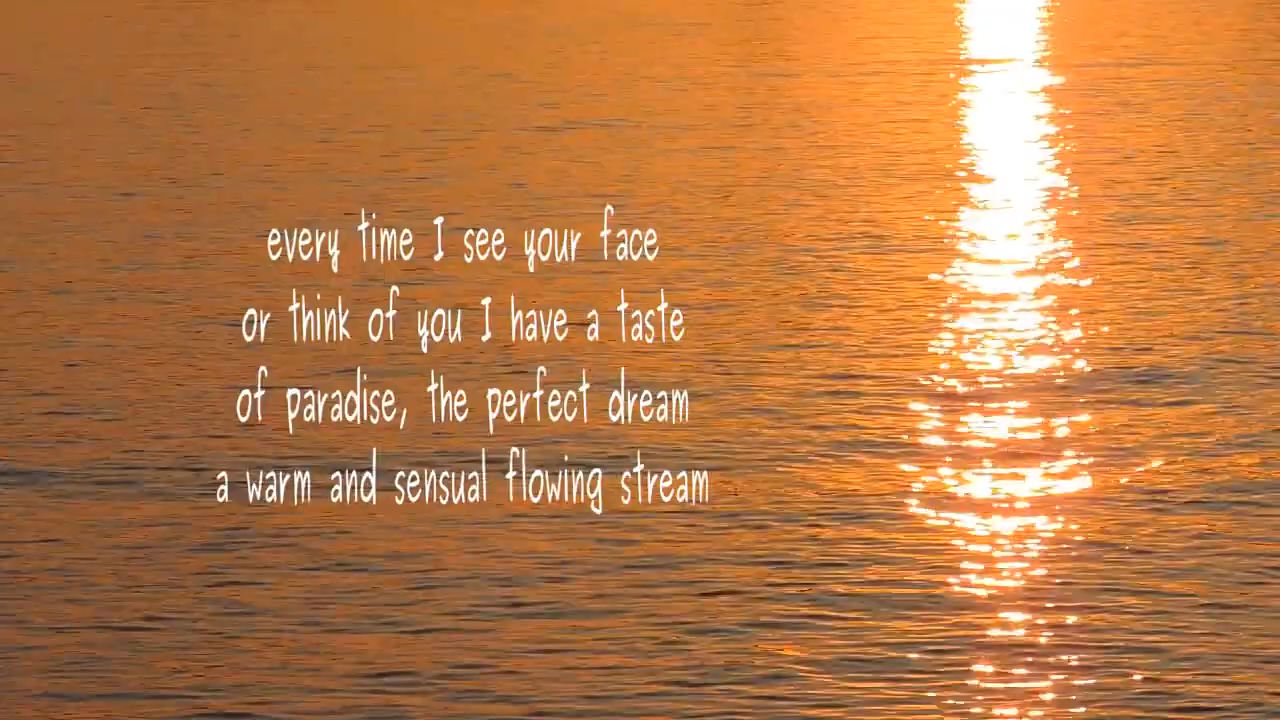 every time I see your face
or think of you I have a taste
of paradise, the perfect dream
a warm and sensual flowing stream